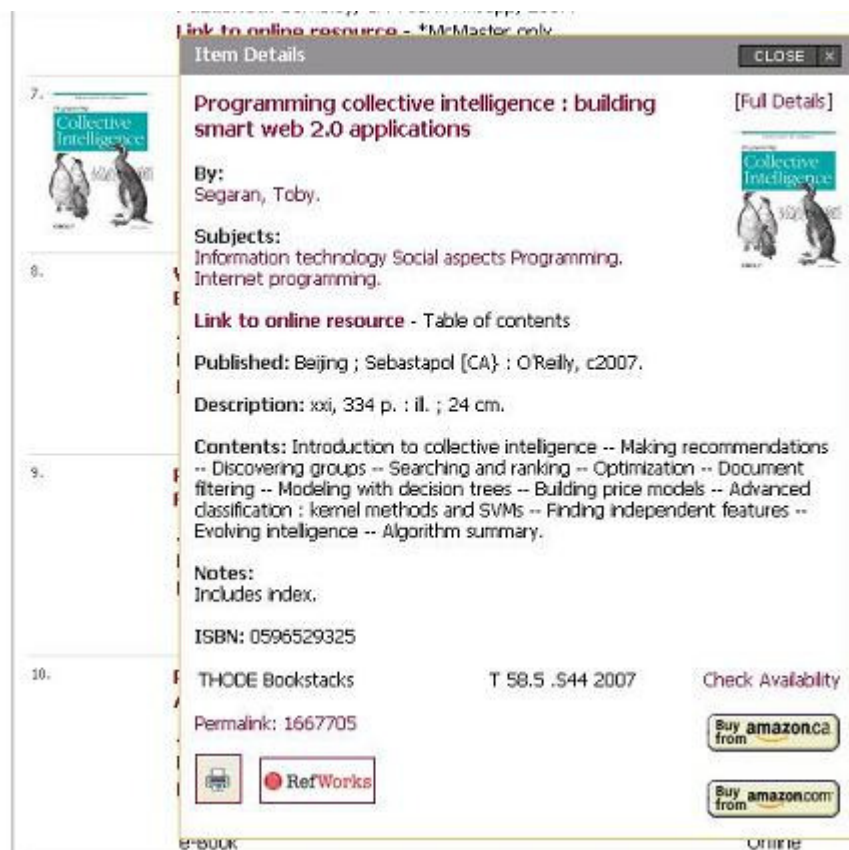 Link to online resource - *McMaster only
Item Details
CLOSE x
7.
Collective
Intelligence
Programming collective intelligence : building
smart web 2.0 applications
[Full Details]
Collective
Intelligence
By:
Segaran, Toby.
Subjects:
Information technology Social aspects Programming.
Internet programming.
8.
Link to online resource - Table of contents
Published: Beijing ; Sebastapol [CA} : O'Reilly, c2007.
Description: xxi, 334 p. : ill. ; 24 cm.
9.
Contents: Introduction to collective intelligence -- Making recommendations
-- Discovering groups -- Searching and ranking -- Optimization -- Document
filtering -- Modeling with decision trees -- Building price models -- Advanced
classification : kernel methods and SVMs -- Finding independent features --
Evolving intelligence -- Algorithm summary.
Notes:
Includes index.
ISBN: 0596529325
10.
THODE Bookstacks T 58.5 .S44 2007 Check Availability
Permalink: 1667705
Buy from amazon.ca
RefWorks
Buy from amazon.com
e-Book Online